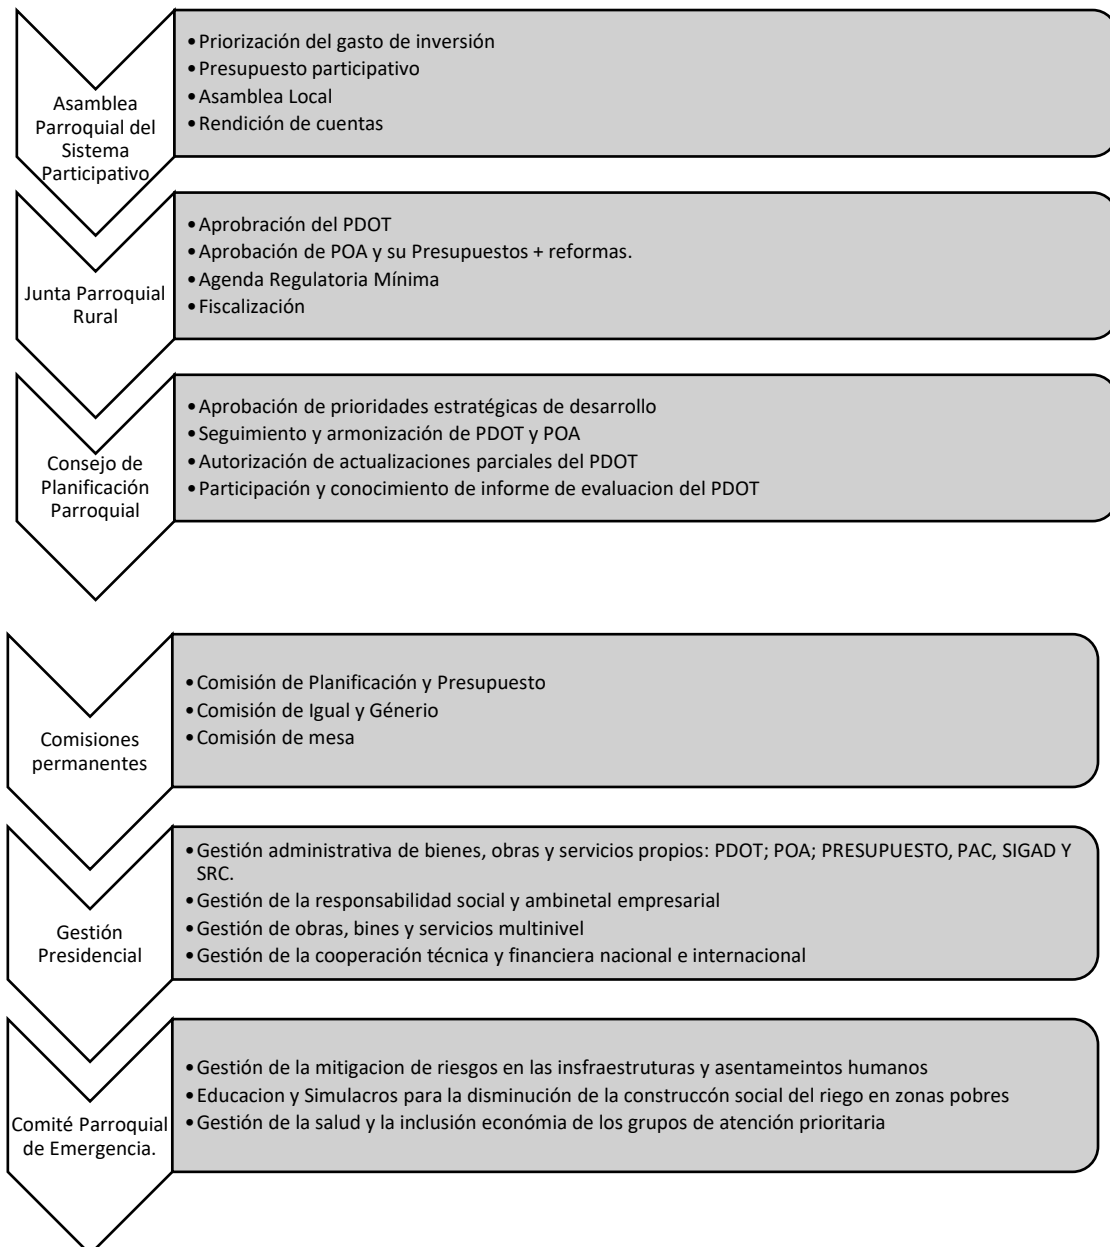 Asamblea
Parroquial del
Sistema
Participativo
•Priorización del gasto de inversión
•Presupuesto participativo
•Asamblea Local
•Rendición de cuentas
Junta Parroquial
Rural
•Aprobración del PDOT
•Aprobación de POA y su Presupuestos + reformas.
•Agenda Regulatoria Mínima
•Fiscalización
Consejo de
Planificación
Parroquial
•Aprobación de prioridades estratégicas de desarrollo
•Seguimiento y armonización de PDOT y POA
•Autorización de actualizaciones parciales del PDOT
•Participación y conocimiento de informe de evaluacion del PDOT
Comisiones
permanentes
•Comisión de Planificación y Presupuesto
•Comisión de Igual y Génerio
•Comisión de mesa
Gestión
Presidencial
•Gestión administrativa de bienes, obras y servicios propios: PDOT; POA; PRESUPUESTO, PAC, SIGAD Y
SRC.
•Gestión de la responsabilidad social y ambinetal empresarial
•Gestión de obras, bines y servicios multinivel
•Gestión de la cooperación técnica y financiera nacional e internacional
Comité Parroquial
de Emergencia.
•Gestión de la mitigacion de riesgos en las insfraestruturas y asentameintos humanos
•Educacion y Simulacros para la disminución de la construccón social del riego en zonas pobres
•Gestión de la salud y la inclusión económia de los grupos de atención prioritaria